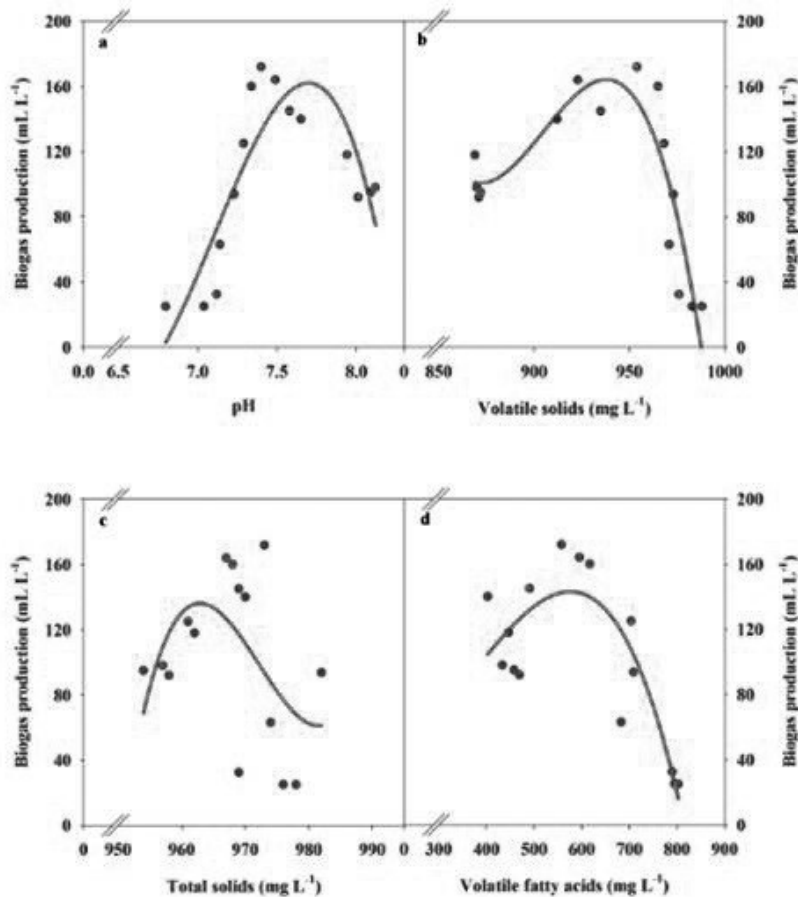 200
160
120
80
40
0
Biogas production (mL L⁻¹)
a
0.0 6.5 7.0 7.5 8.0
pH
b
200
160
120
80
40
0
Biogas production (mL L⁻¹)
0 850 900 950 1000
Volatile solids (mg L⁻¹)
200
160
120
80
40
0
Biogas production (mL L⁻¹)
c
0 950 960 970 980 990
Total solids (mg L⁻¹)
d
200
160
120
80
40
0
Biogas production (mL L⁻¹)
0 300 400 500 600 700 800 900
Volatile fatty acids (mg L⁻¹)